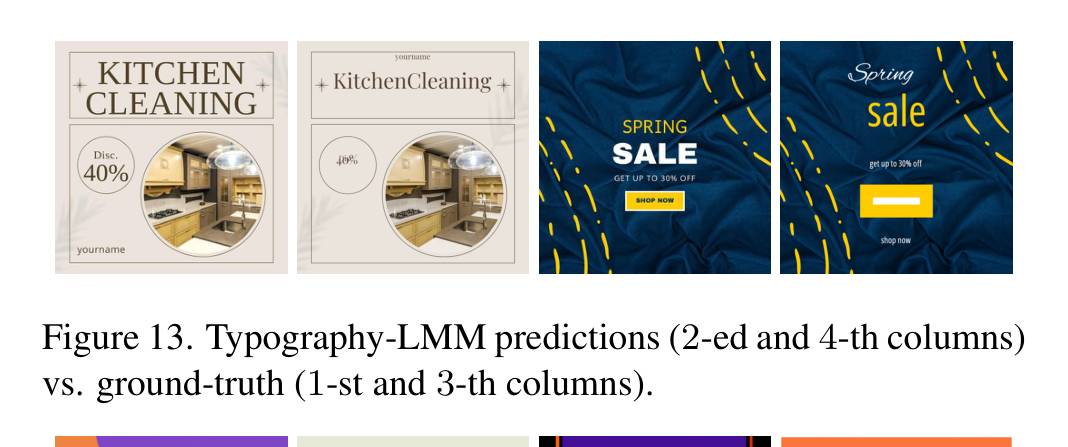 KITCHEN
CLEANING
Disc.
40%
yourname
yourname
KitchenCleaning
SPRING
SALE
GET UP TO 30% OFF
SHOP NOW
Spring
sale
get up to 30% off
shop now
Figure 13. Typography-LMM predictions (2-ed and 4-th columns)
vs. ground-truth (1-st and 3-th columns).